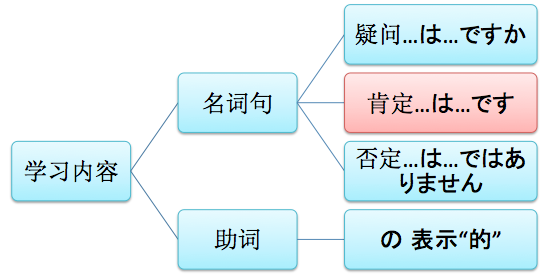 学习内容
名词句
疑问…は…ですか
肯定…は…です
否定…は…ではあ
りません
助词
の 表示“的”